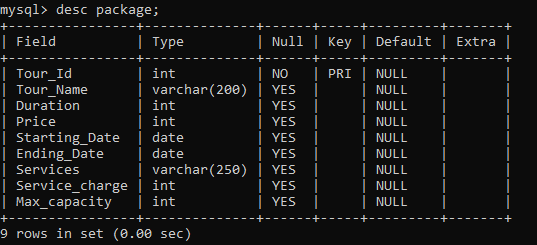 mysql> desc package;
+----------------+--------------+------+-----+---------+-------+
| Field          | Type         | Null | Key | Default | Extra |
+----------------+--------------+------+-----+---------+-------+
| Tour_Id        | int          | NO   | PRI | NULL    |       |
| Tour_Name      | varchar(200) | YES  |     | NULL    |       |
| Duration       | int          | YES  |     | NULL    |       |
| Price          | int          | YES  |     | NULL    |       |
| Starting_Date  | date         | YES  |     | NULL    |       |
| Ending_Date    | date         | YES  |     | NULL    |       |
| Services       | varchar(250) | YES  |     | NULL    |       |
| Service_charge | int          | YES  |     | NULL    |       |
| Max_capacity   | int          | YES  |     | NULL    |       |
+----------------+--------------+------+-----+---------+-------+
9 rows in set (0.00 sec)